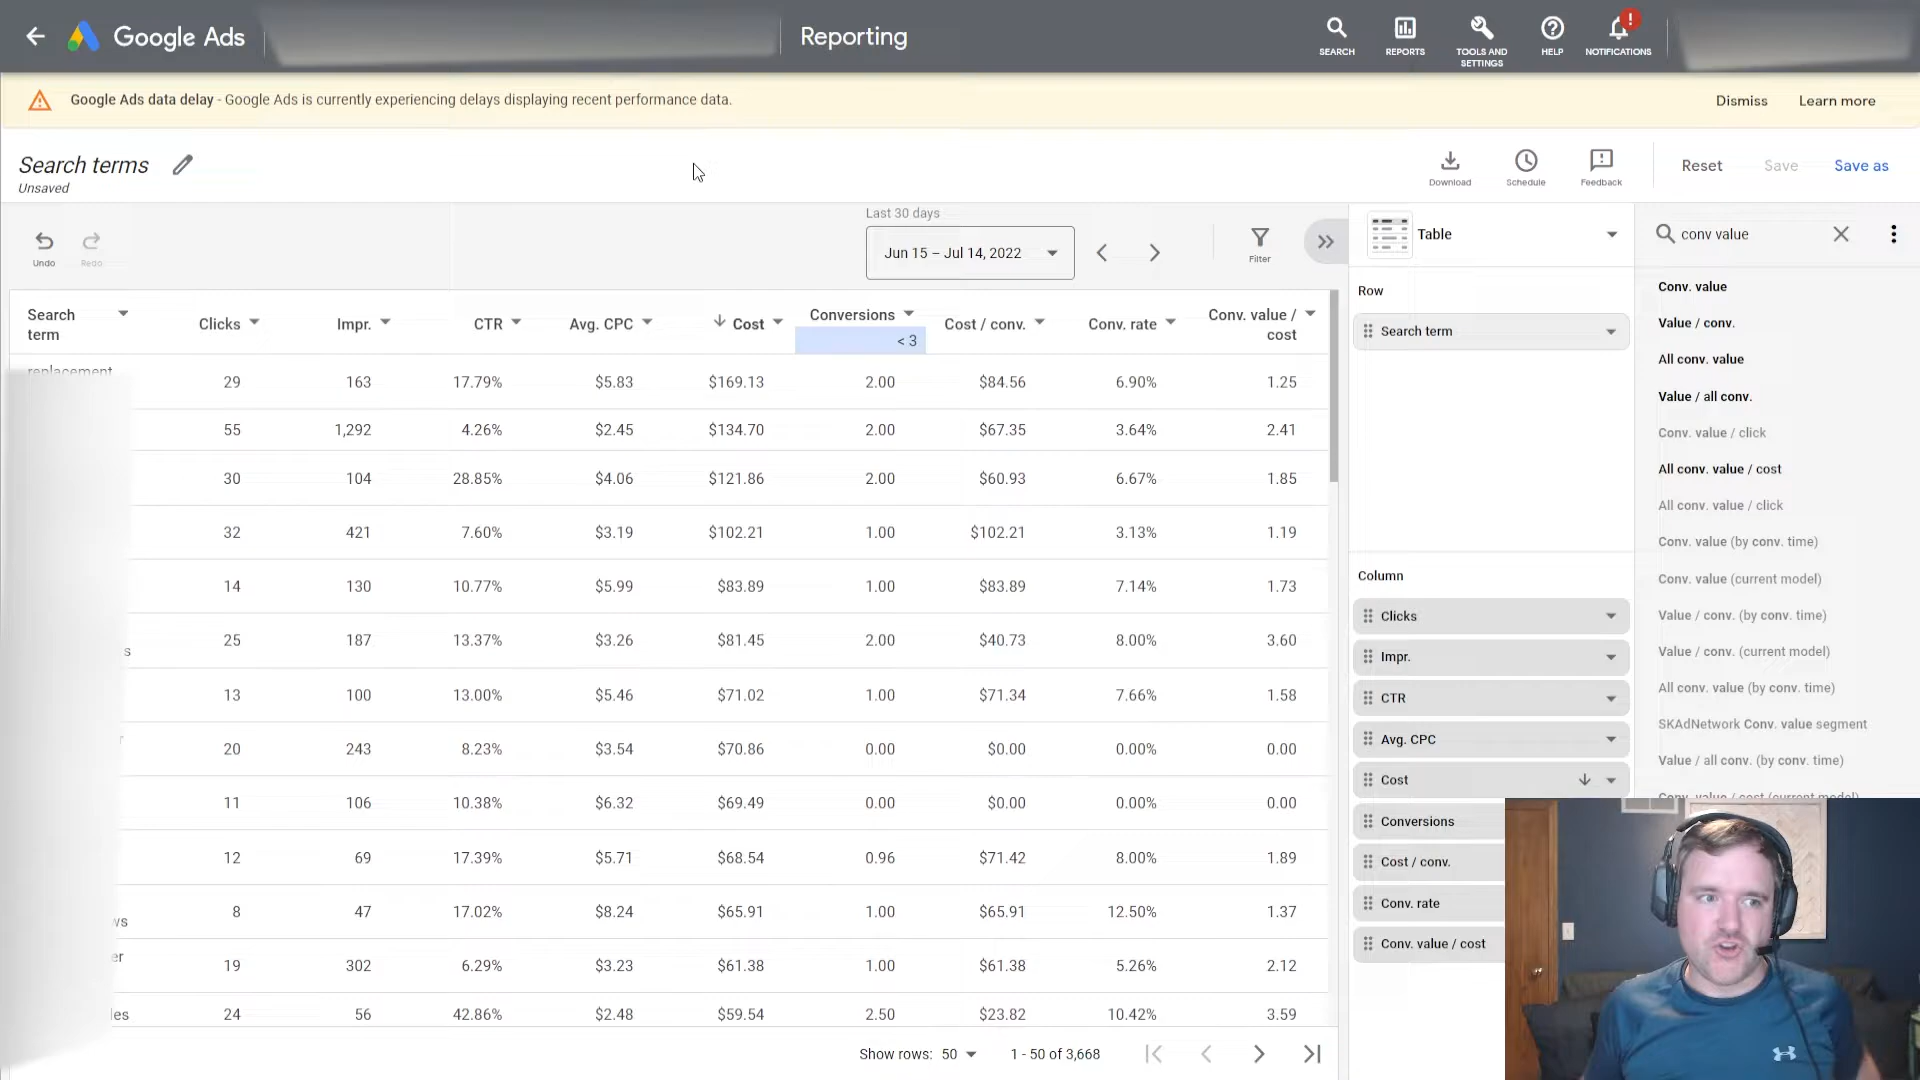 Google Ads
Reporting
SEARCH
REPORTS
TOOLS AND
SETTINGS
HELP
!
NOTIFICATIONS
Google Ads data delay - Google Ads is currently experiencing delays displaying recent performance data.
Dismiss
Learn more
Search terms
Unsaved
Download
Schedule
Feedback
Reset
Save
Save as
Undo
Redo
Last 30 days
Jun 15 – Jul 14, 2022
Filter
Search
term
Clicks
Impr.
CTR
Avg. CPC
Cost
Conversions
< 3
Cost / conv.
Conv. rate
Conv. value /
cost
replacement
29 163 17.79% $5.83 $169.13 2.00 $84.56 6.90% 1.25
55 1,292 4.26% $2.45 $134.70 2.00 $67.35 3.64% 2.41
30 104 28.85% $4.06 $121.86 2.00 $60.93 6.67% 1.85
32 421 7.60% $3.19 $102.21 1.00 $102.21 3.13% 1.19
14 130 10.77% $5.99 $83.89 1.00 $83.89 7.14% 1.73
25 187 13.37% $3.26 $81.45 2.00 $40.73 8.00% 3.60
s
13 100 13.00% $5.46 $71.02 1.00 $71.34 7.66% 1.58
20 243 8.23% $3.54 $70.86 0.00 $0.00 0.00% 0.00
11 106 10.38% $6.32 $69.49 0.00 $0.00 0.00% 0.00
12 69 17.39% $5.71 $68.54 0.96 $71.42 8.00% 1.89
8 47 17.02% $8.24 $65.91 1.00 $65.91 12.50% 1.37
ws
er
19 302 6.29% $3.23 $61.38 1.00 $61.38 5.26% 2.12
les 24 56 42.86% $2.48 $59.54 2.50 $23.82 10.42% 3.59
Show rows: 50
1 - 50 of 3,668
Table
Row
Search term
Column
Clicks
Impr.
CTR
Avg. CPC
Cost
Conversions
Cost / conv.
Conv. rate
Conv. value / cost
conv value
Conv. value
Value / conv.
All conv. value
Value / all conv.
Conv. value / click
All conv. value / cost
All conv. value / click
Conv. value (by conv. time)
Conv. value (current model)
Value / conv. (by conv. time)
Value / conv. (current model)
All conv. value (by conv. time)
SKAdNetwork Conv. value segment
Value / all conv. (by conv. time)
Conv. value / cost (current model)